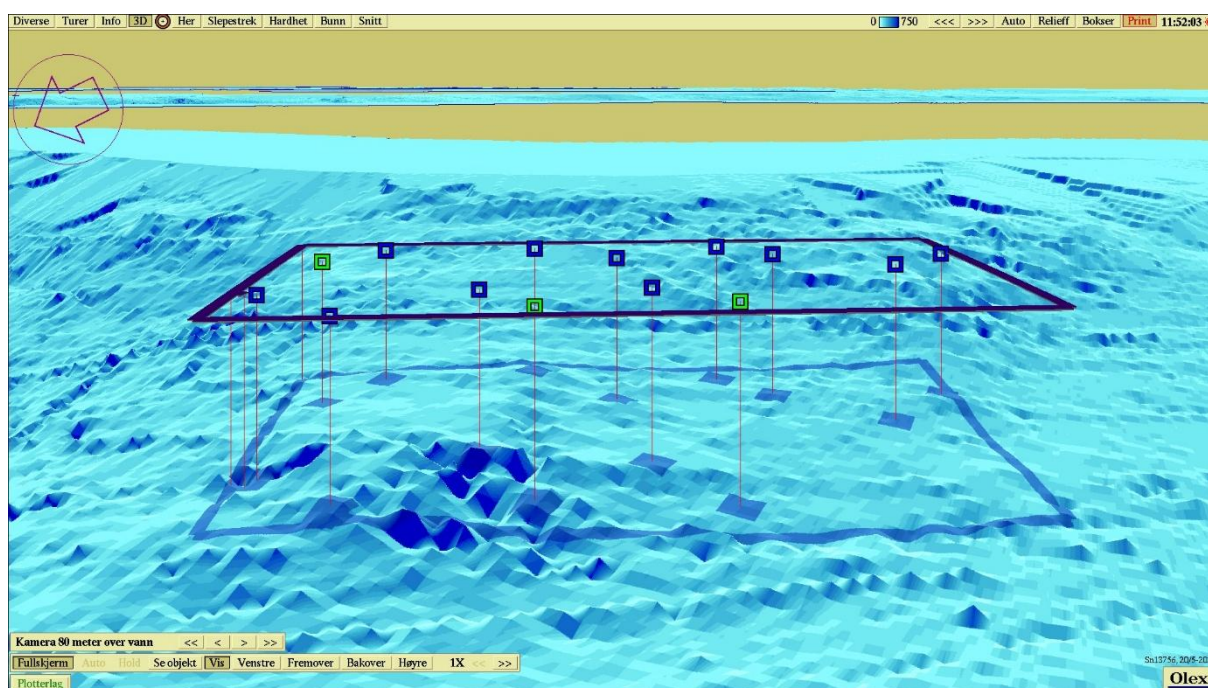 Diverse Turer Info 3D Her Slepestrek Hardhet Bunn Snitt 0 750 <<< >>> Auto Relieff Bokser Print 11:52:03
Kamera 80 meter over vann << < > >>
Fullskjerm Auto Hold Se objekt Vis Venstre Fremover Bakover Høyre 1X << >>
Plotterlag
Olex